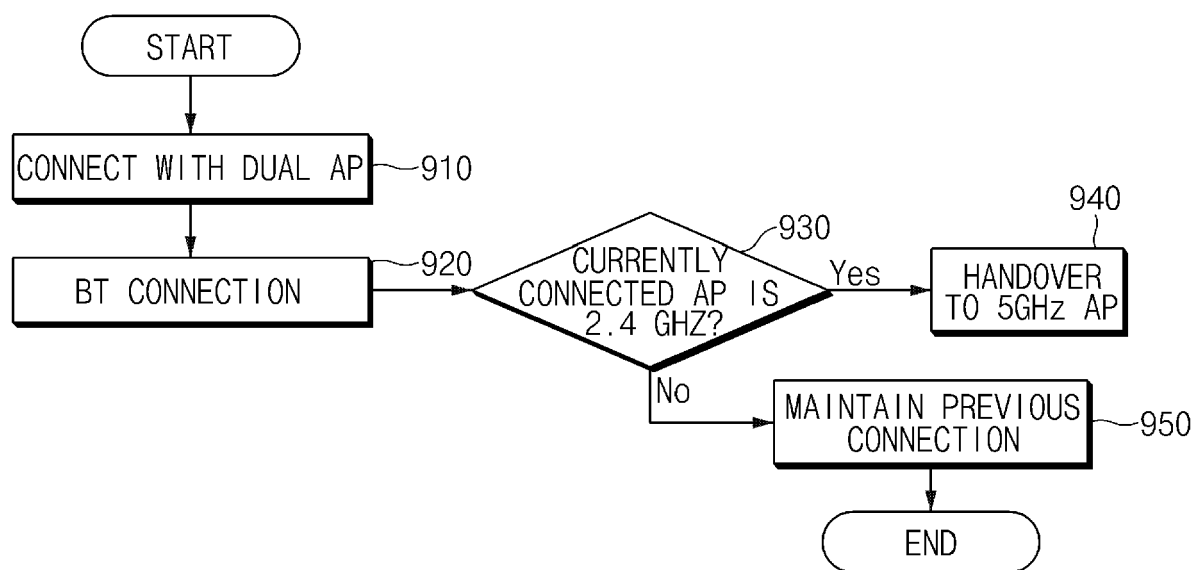 START
CONNECT WITH DUAL AP
910
BT CONNECTION
920
CURRENTLY
CONNECTED AP IS
2.4 GHZ?
930
Yes
HANDOVER
TO 5GHz AP
940
No
MAINTAIN PREVIOUS
CONNECTION
950
END